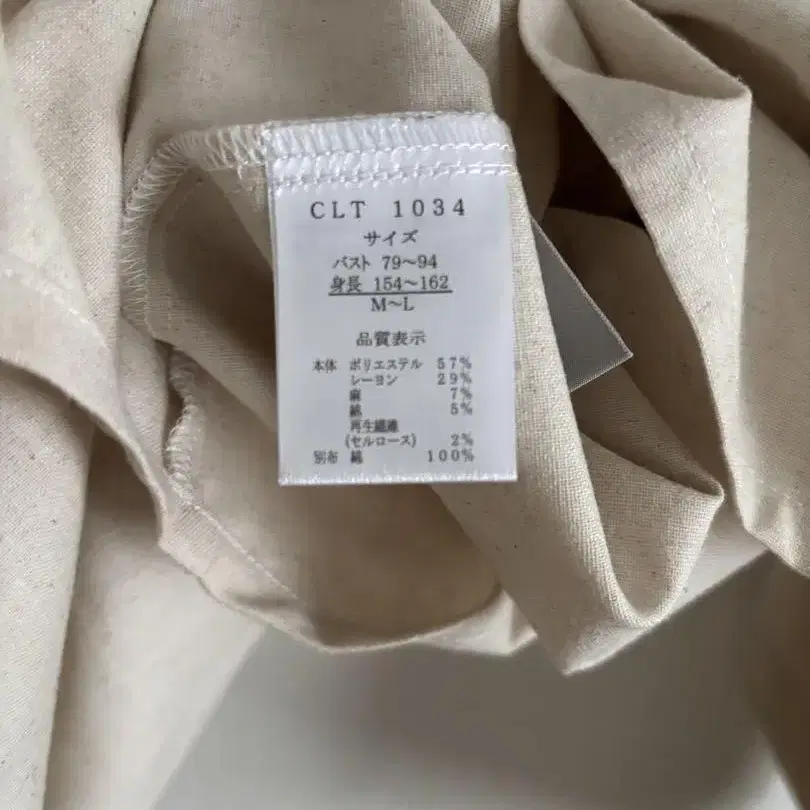 CLT 1034
サイズ
バスト 79～94
身長 154～162
M～L
品質表示
本体 ポリエステル 57%
レーヨン 29%
麻 7%
綿 5%
再生繊維
(セルロース) 2%
別布 綿 100%